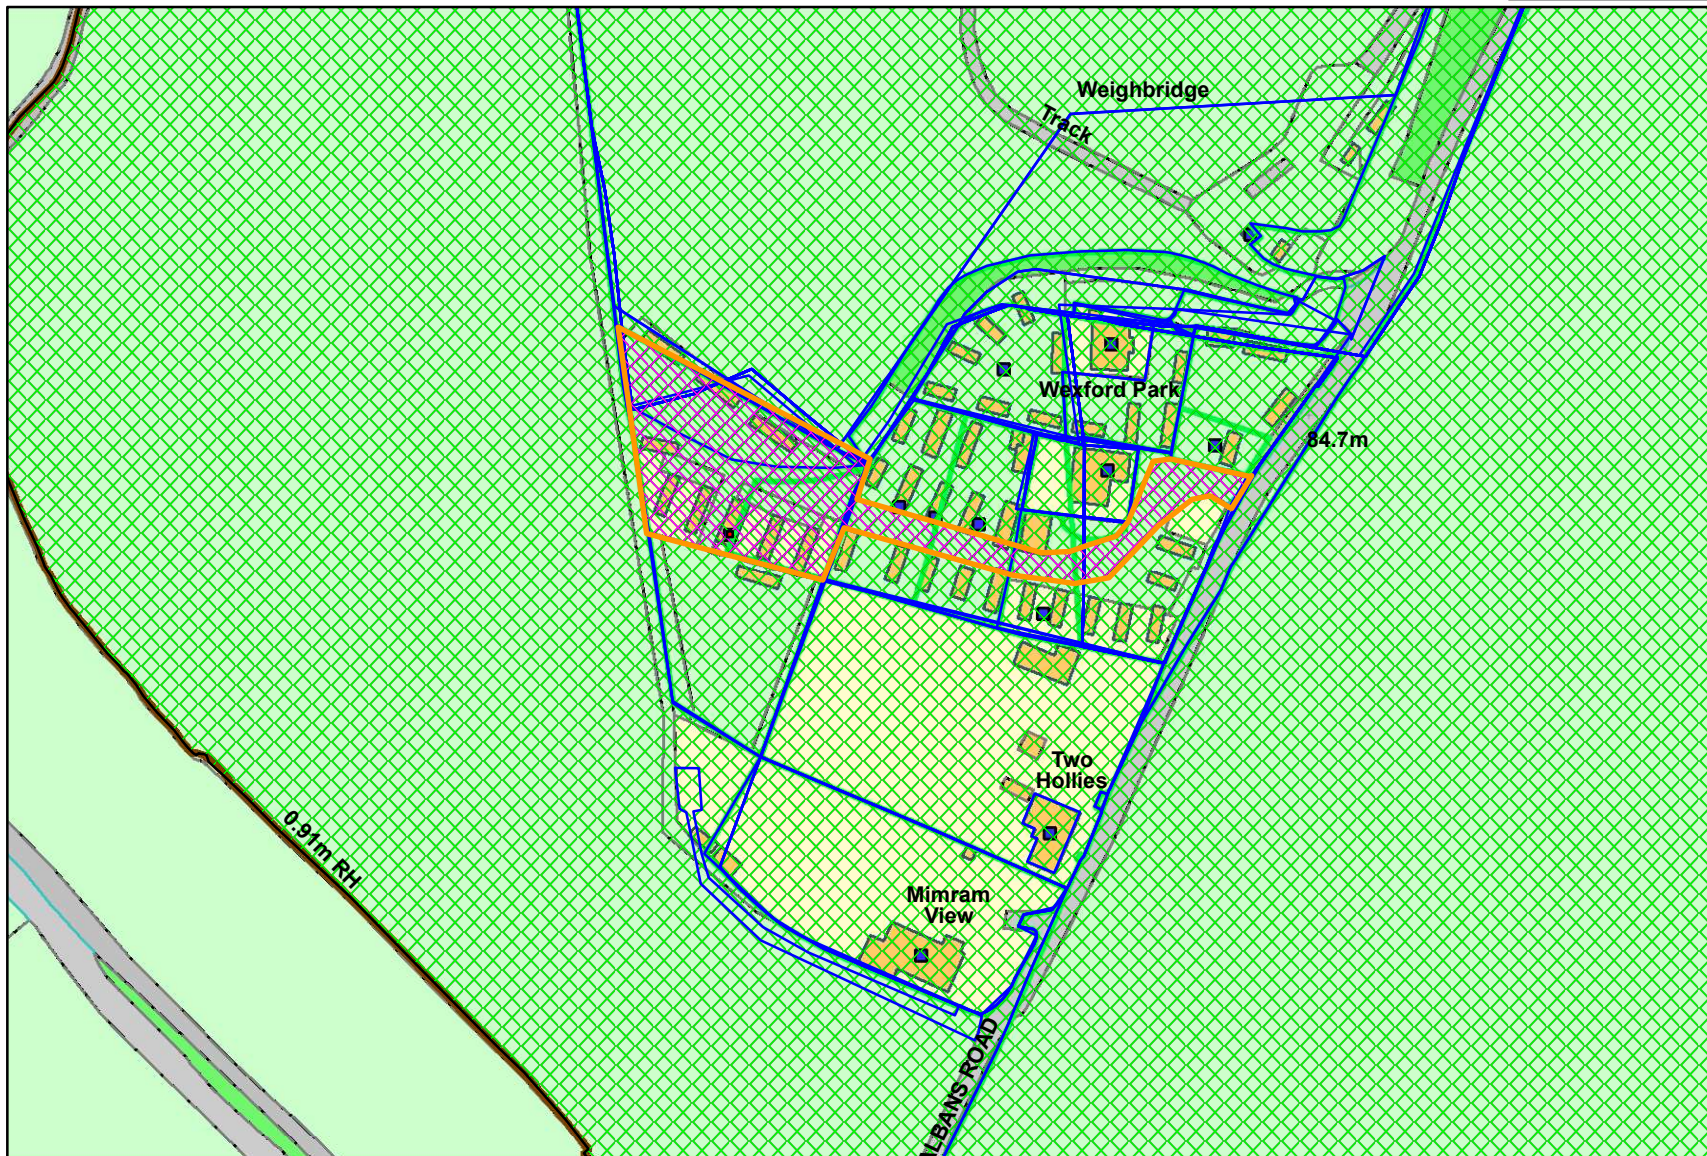 Weighbridge
Track
Wexford Park
84.7m
Two
Hollies
0.91m RH
Mimram
View
ALBANS ROAD